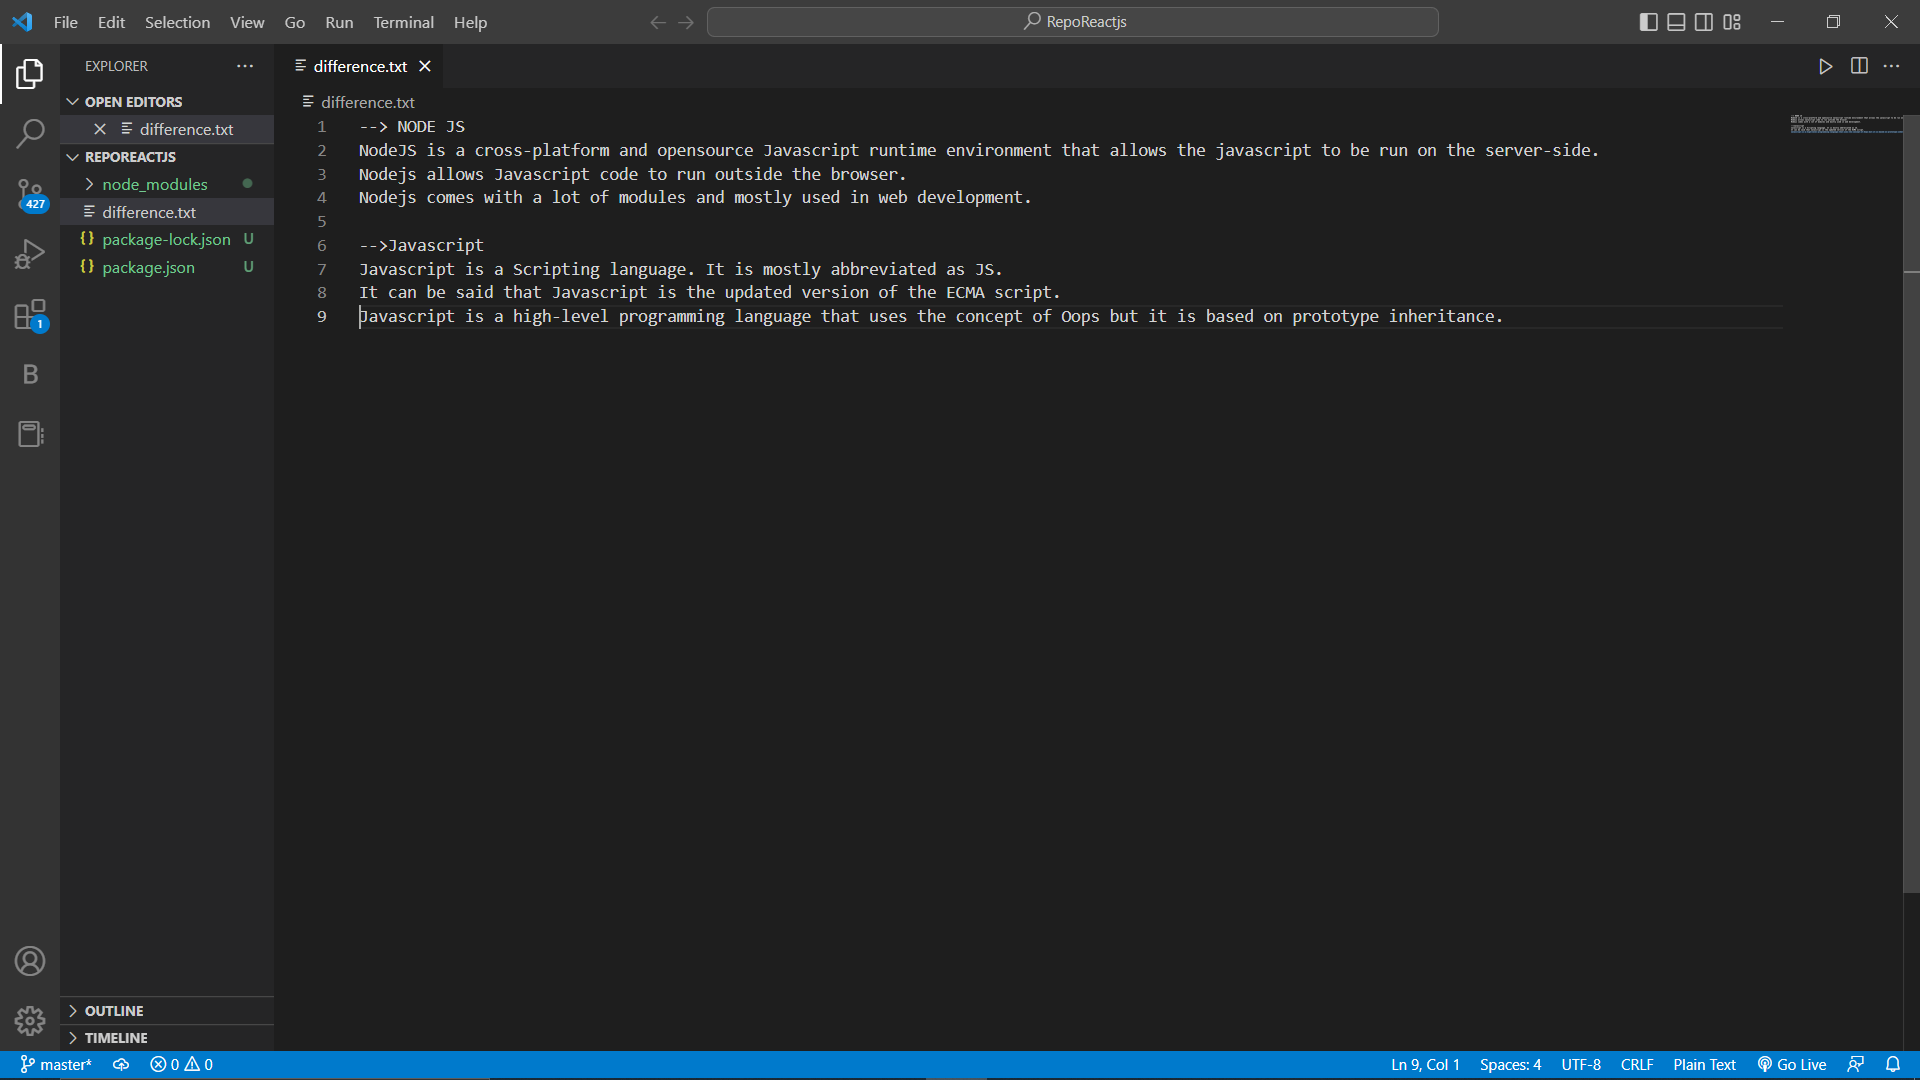 File Edit Selection View Go Run Terminal Help
RepoReactjs
EXPLORER
OPEN EDITORS
difference.txt
REPOREACTJS
node_modules
difference.txt
package-lock.json U
package.json U
OUTLINE
TIMELINE
427
1
B
difference.txt
difference.txt
1 --> NODE JS
2 NodeJS is a cross-platform and opensource Javascript runtime environment that allows the javascript to be run on the server-side.
3 Nodejs allows Javascript code to run outside the browser.
4 Nodejs comes with a lot of modules and mostly used in web development.
5
6 -->Javascript
7 Javascript is a Scripting language. It is mostly abbreviated as JS.
8 It can be said that Javascript is the updated version of the ECMA script.
9 Javascript is a high-level programming language that uses the concept of Oops but it is based on prototype inheritance.
master* 0 0 Ln 9, Col 1 Spaces: 4 UTF-8 CRLF Plain Text Go Live